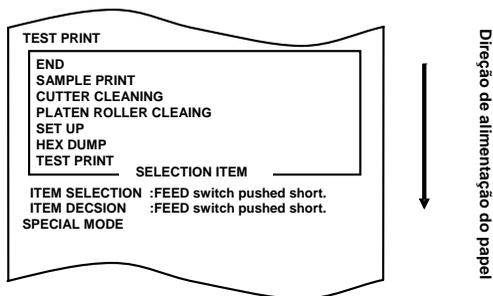 TEST PRINT
END
SAMPLE PRINT
CUTTER CLEANING
PLATEN ROLLER CLEAING
SET UP
HEX DUMP
TEST PRINT
SELECTION ITEM
ITEM SELECTION :FEED switch pushed short.
ITEM DECSION :FEED switch pushed short.
SPECIAL MODE
Direção de alimentação do papel